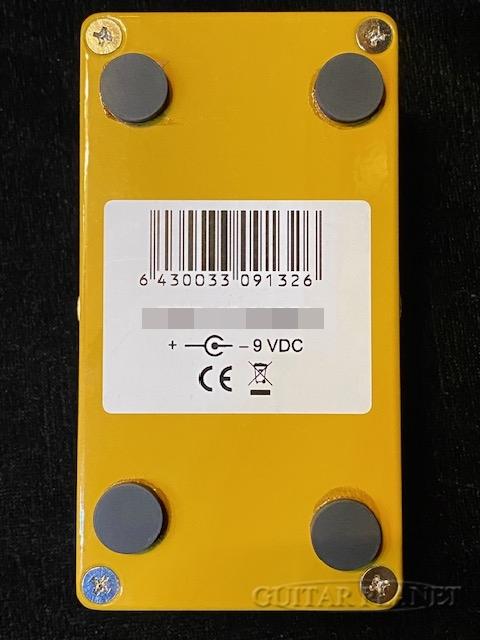 6 430033 091326
+ – 9 VDC
CE
GUITAR PLANET